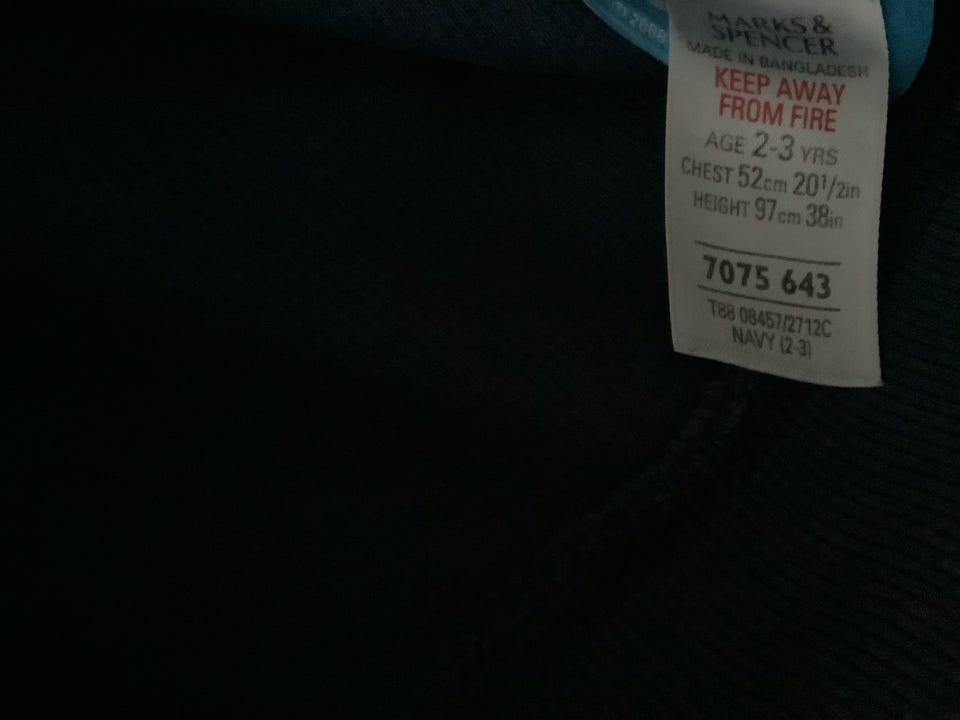 © 2008
MARKS &
SPENCER
MADE IN BANGLADESH
KEEP AWAY
FROM FIRE
AGE 2-3 YRS
CHEST 52cm 20½in
HEIGHT 97cm 38in
7075 643
T88 08457/2712C
NAVY (2-3)